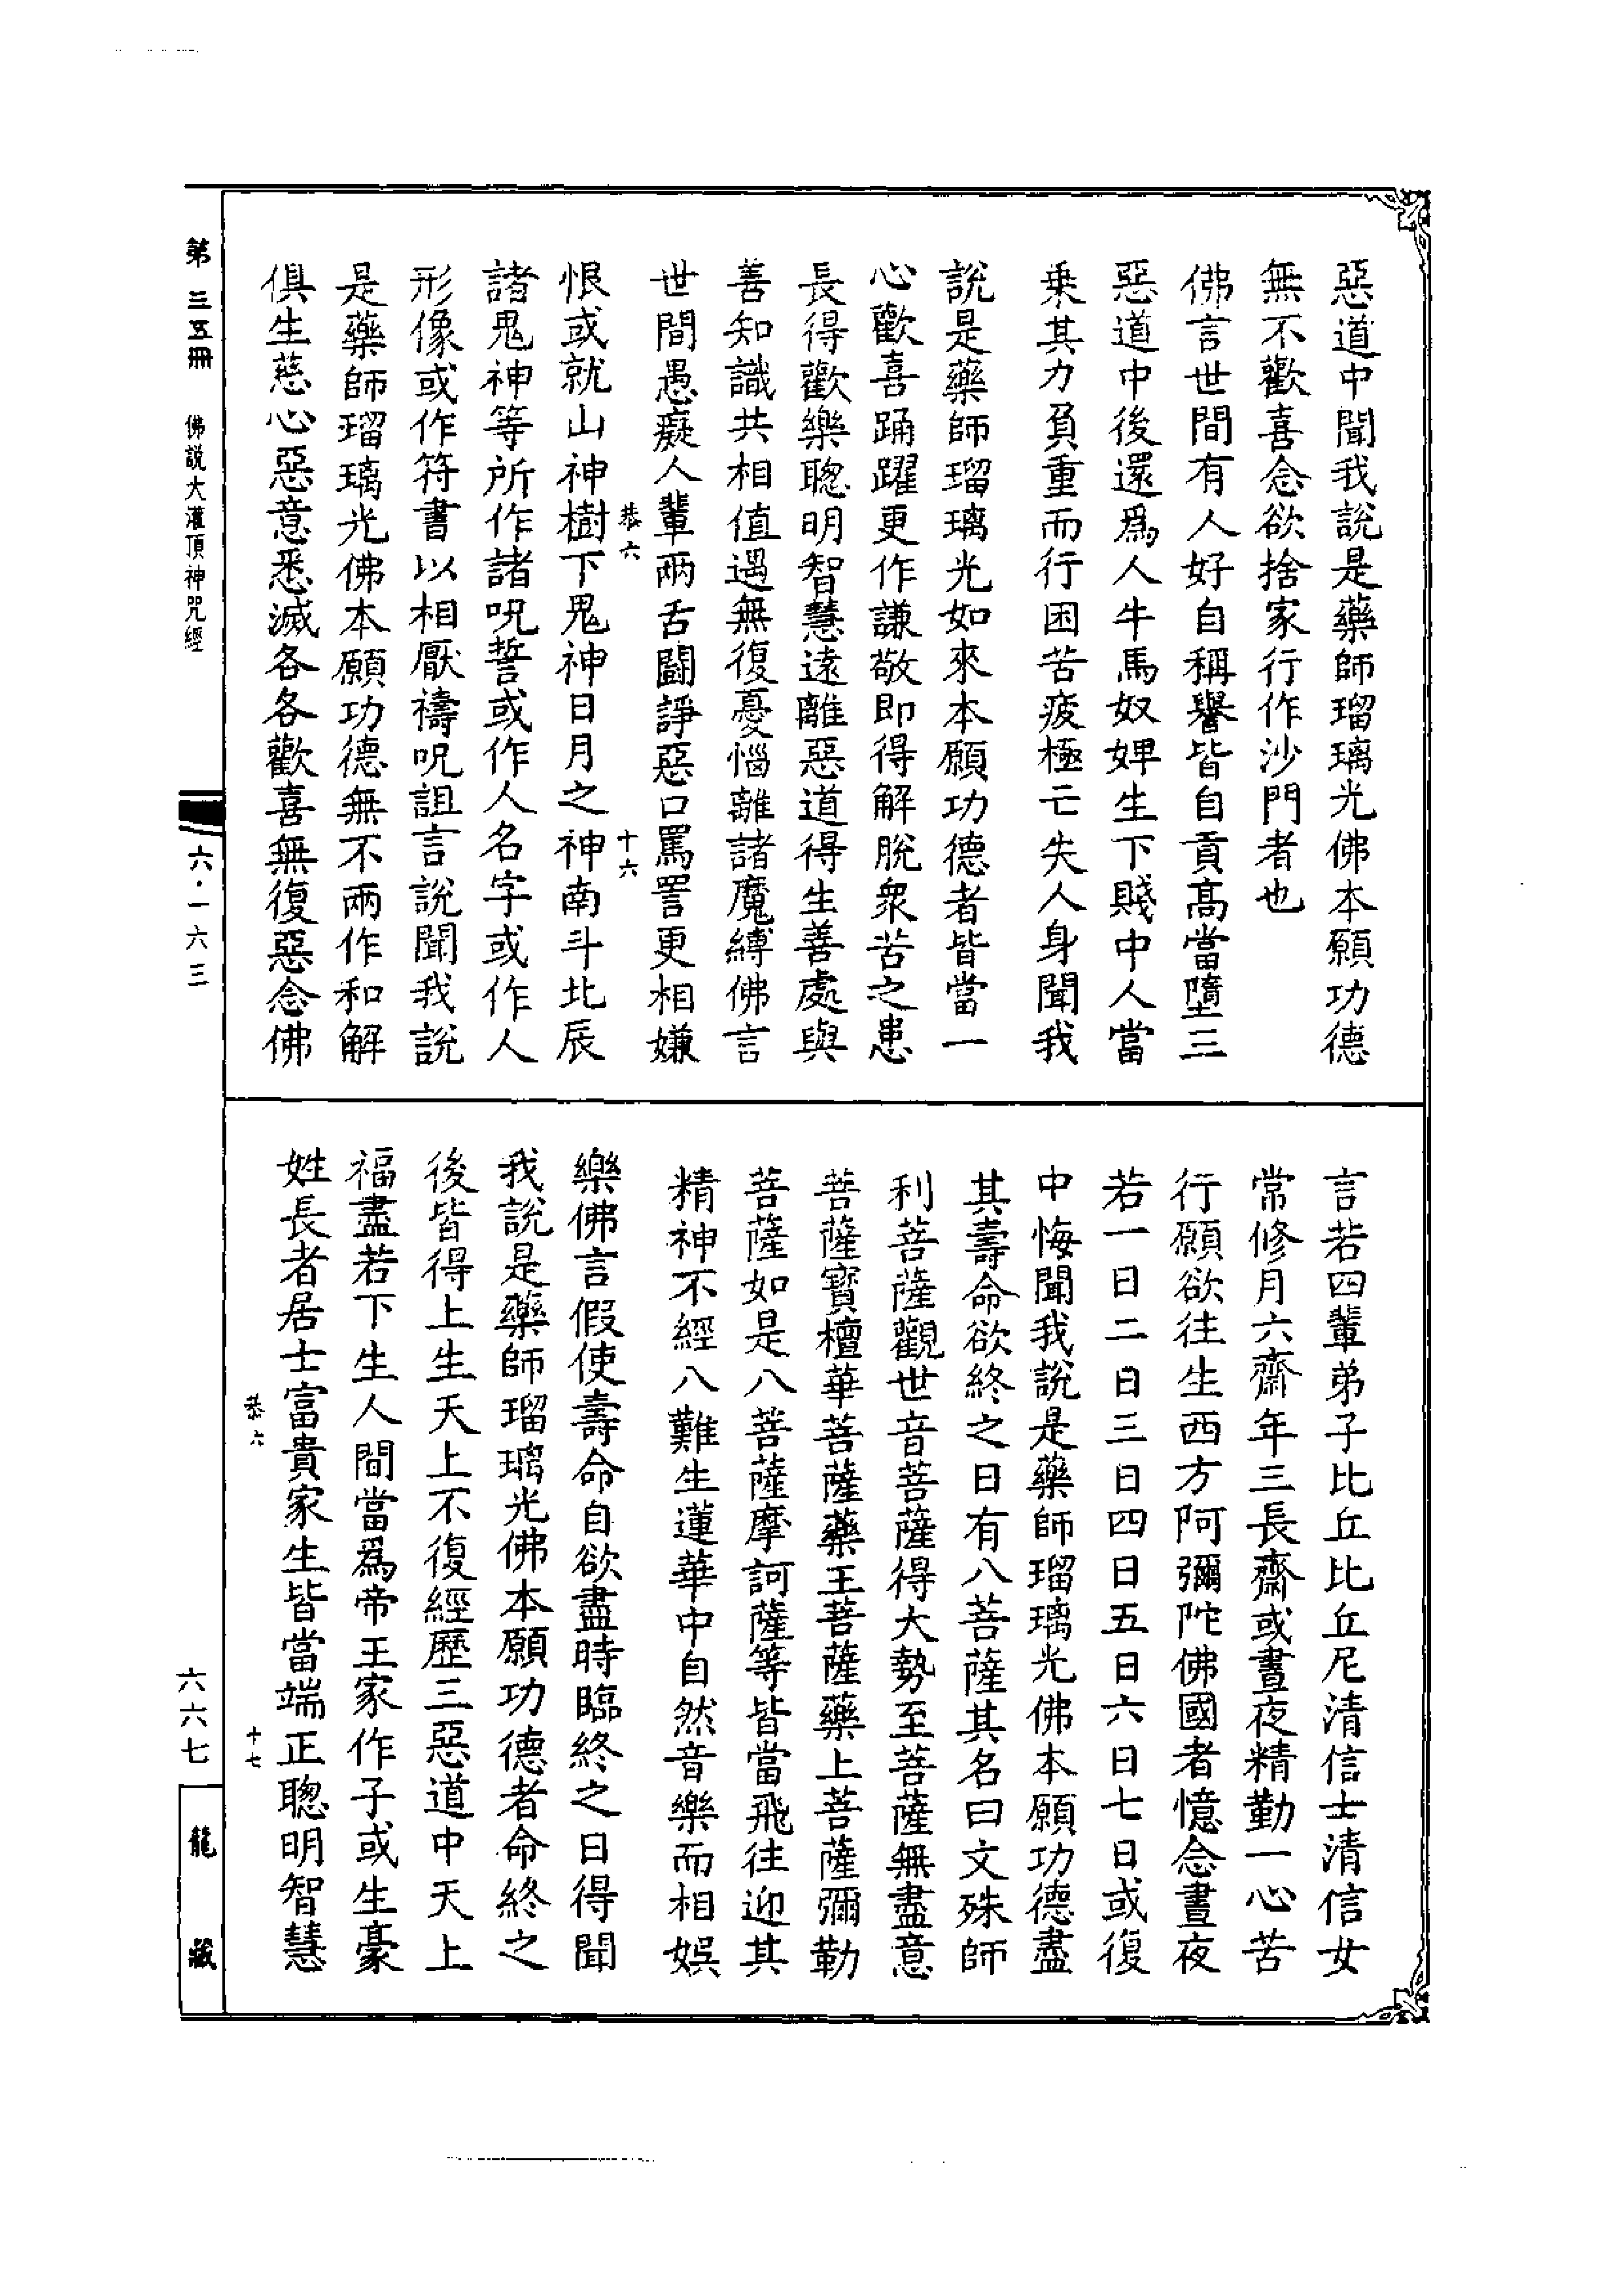 惡道中聞我說是藥師瑠璃光佛本願功德
無不歡喜念欲捨家行作沙門者也
佛言世間有人好自稱譽皆自貢高當墮三
惡道中後還爲人牛馬奴婢生下賤中人當
乗其力負重而行困苦疲極亡失人身聞我
說是藥師瑠璃光如來本願功德者皆當一
心歡喜踊躍更作謙敬即得解脫衆苦之患
長得歡樂聰明智慧遠離惡道得生善處與
善知識共相值遇無復憂惱離諸魔縛佛言
世間愚癡人輩兩舌鬪諍惡口罵詈更相嫌
恭六
十六
恨或就山神樹下鬼神日月之神南斗北辰
諸鬼神等所作諸呪誓或作人名字或作人
形像或作符書以相厭禱呪詛言說聞我說
是藥師瑠璃光佛本願功德無不兩作和解
俱生慈心惡意悉滅各各歡喜無復惡念佛
言若四輩弟子比丘比丘尼清信士清信女
常修月六齋年三長齋或晝夜精勤一心苦
行願欲往生西方阿彌陀佛國者憶念晝夜
若一日二日三日四日五日六日七日或復
中悔聞我說是藥師瑠璃光佛本願功德盡
其壽命欲終之日有八菩薩其名曰文殊師
利菩薩觀世音菩薩得大勢至菩薩無盡意
菩薩寶檀華菩薩藥王菩薩藥上菩薩彌勒
菩薩如是八菩薩摩訶薩等皆當飛往迎其
精神不經八難生蓮華中自然音樂而相娛
樂佛言假使壽命自欲盡時臨終之日得聞
我說是藥師瑠璃光佛本願功德者命終之
後皆得上生天上不復經歷三惡道中天上
福盡若下生人間當爲帝王家作子或生豪
姓長者居士富貴家生皆當端正聰明智慧
恭六
十七
第三五冊
佛説大灌頂神咒經
六·一六三
六六七
龍藏